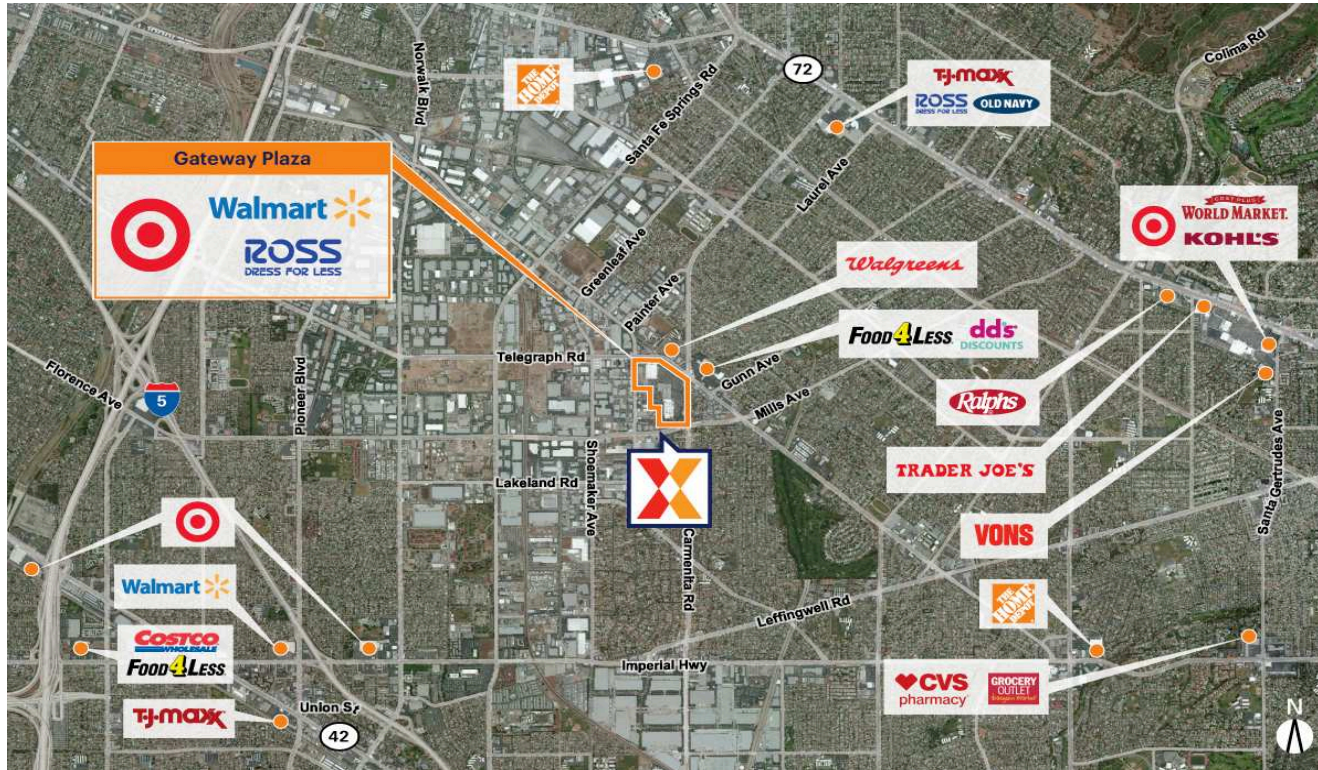 Norwalk Blvd
THE HOME DEPOT
Santa Fe Springs Rd
72
Colima Rd
T.J.maxx
ROSS
DRESS FOR LESS
OLD NAVY
Gateway Plaza
Walmart
ROSS
DRESS FOR LESS
Laurel Ave
COST PLUS
WORLD MARKET.
KOHL'S
Greenleaf Ave
Painter Ave
Walgreens
FOOD4LESS.
dd's
DISCOUNTS
Telegraph Rd
Gunn Ave
Mills Ave
Ralphs
Florence Ave
5
Pioneer Blvd
Shoemaker Ave
Lakeland Rd
TRADER JOE'S
Santa Gertrudes Ave
VONS
Carmenita Rd
Leffingwell Rd
Walmart
THE HOME DEPOT
COSTCO
WHOLESALE
FOOD4LESS.
Imperial Hwy
CVS
pharmacy
GROCERY
OUTLET
T.J.maxx
Union St
42
N